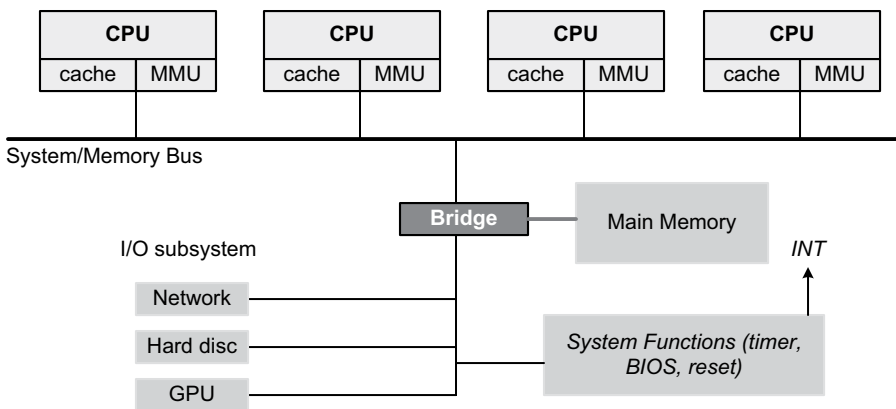 CPU
cache MMU
CPU
cache MMU
CPU
cache MMU
CPU
cache MMU
System/Memory Bus
Bridge
Main Memory
I/O subsystem
INT
Network
Hard disc
GPU
System Functions (timer,
BIOS, reset)